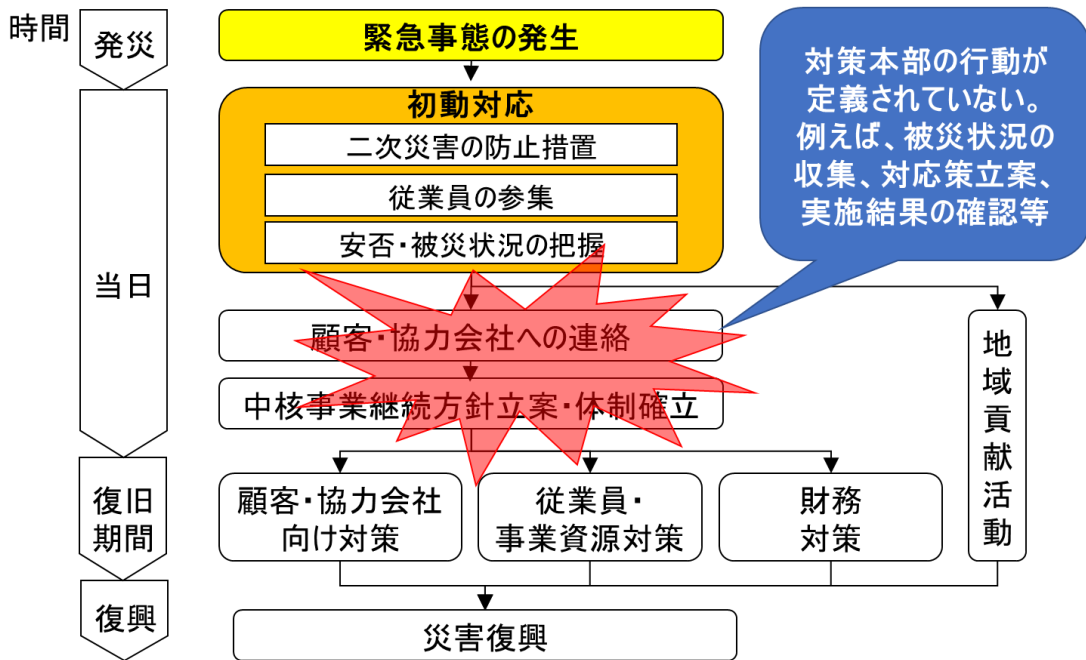 時間
発災
緊急事態の発生
対策本部の行動が
定義されていない。
例えば、被災状況の
収集、対応策立案、
実施結果の確認等
初動対応
二次災害の防止措置
従業員の参集
安否・被災状況の把握
当日
顧客・協力会社への連絡
中核事業継続方針立案・体制確立
地域貢献活動
復旧
期間
顧客・協力会社
向け対策
従業員・
事業資源対策
財務
対策
復興
災害復興